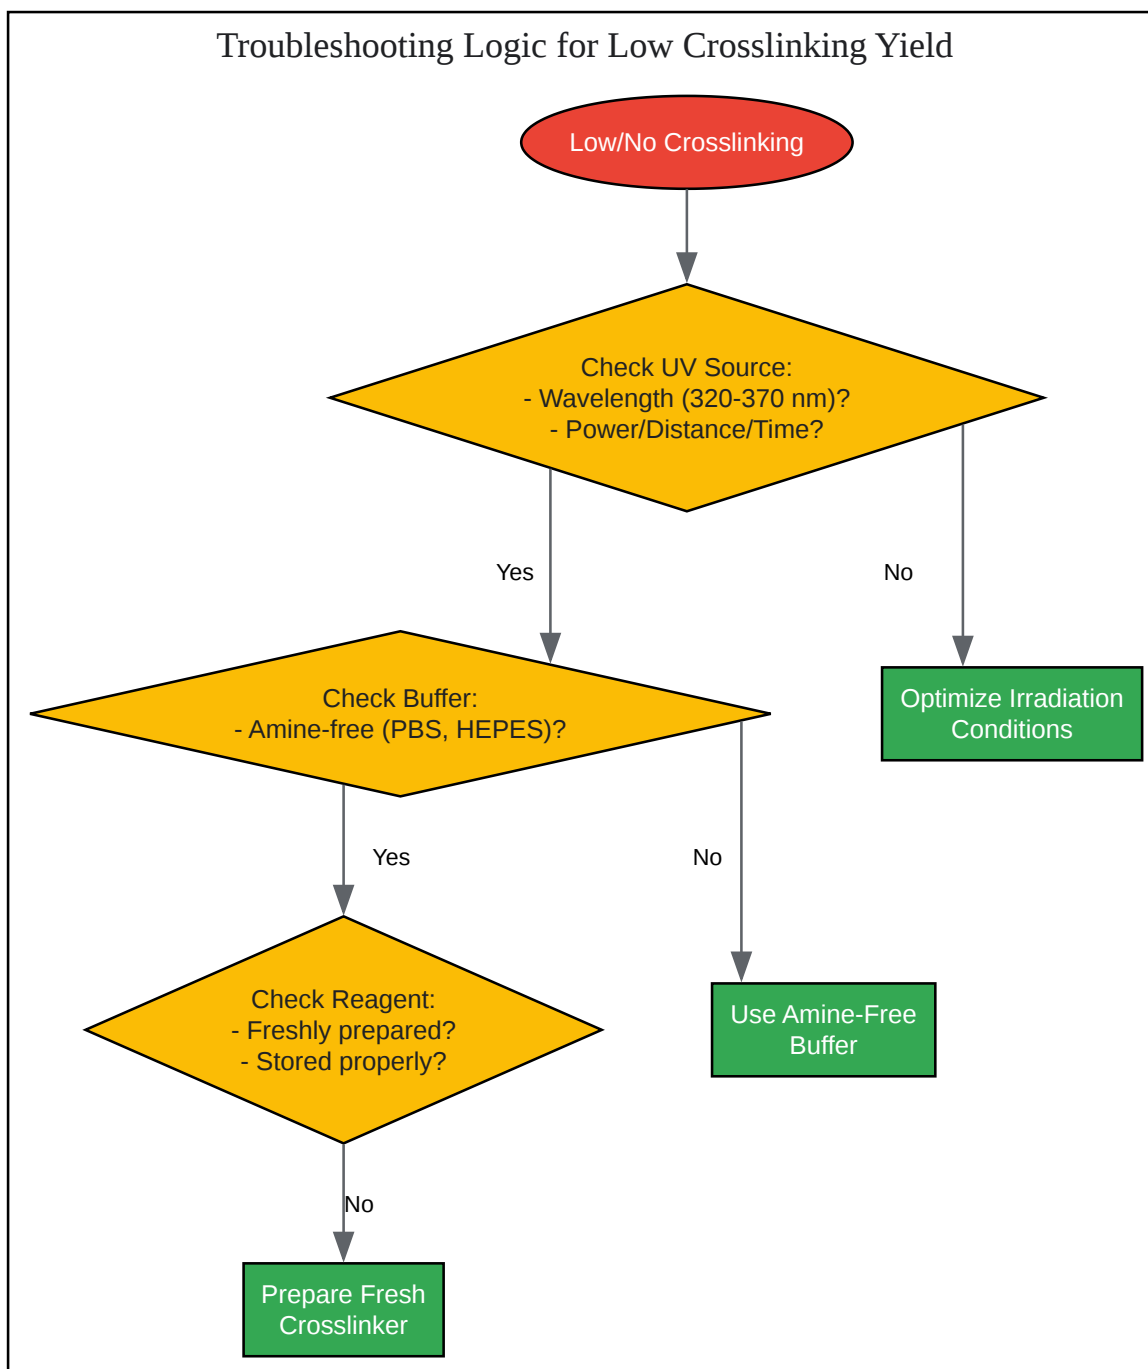 Troubleshooting Logic for Low Crosslinking Yield
Low/No Crosslinking
Check UV Source:
- Wavelength (320-370 nm)?
- Power/Distance/Time?
Yes
No
Check Buffer:
- Amine-free (PBS, HEPES)?
Optimize Irradiation
Conditions
Yes
No
Check Reagent:
- Freshly prepared?
- Stored properly?
Use Amine-Free
Buffer
No
Prepare Fresh
Crosslinker